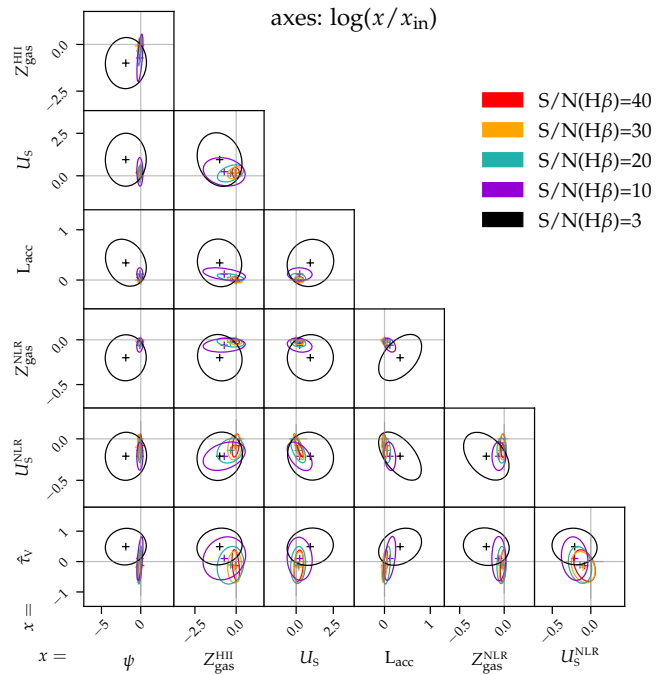 axes: log(x/x_in)
Z_gas^HII
0.0
−2.5
S/N(Hβ)=40
S/N(Hβ)=30
S/N(Hβ)=20
S/N(Hβ)=10
S/N(Hβ)=3
U_S
2.5
0.0
L_acc
1
0
Z_gas^NLR
0.0
−0.5
U_S^NLR
0.0
−0.5
τ̂_V
1
0
−1
x =
−5 0 −2.5 0.0 0.0 2.5 0 1 −0.5 0.0 −0.5 0.0
x = ψ Z_gas^HII U_S L_acc Z_gas^NLR U_S^NLR